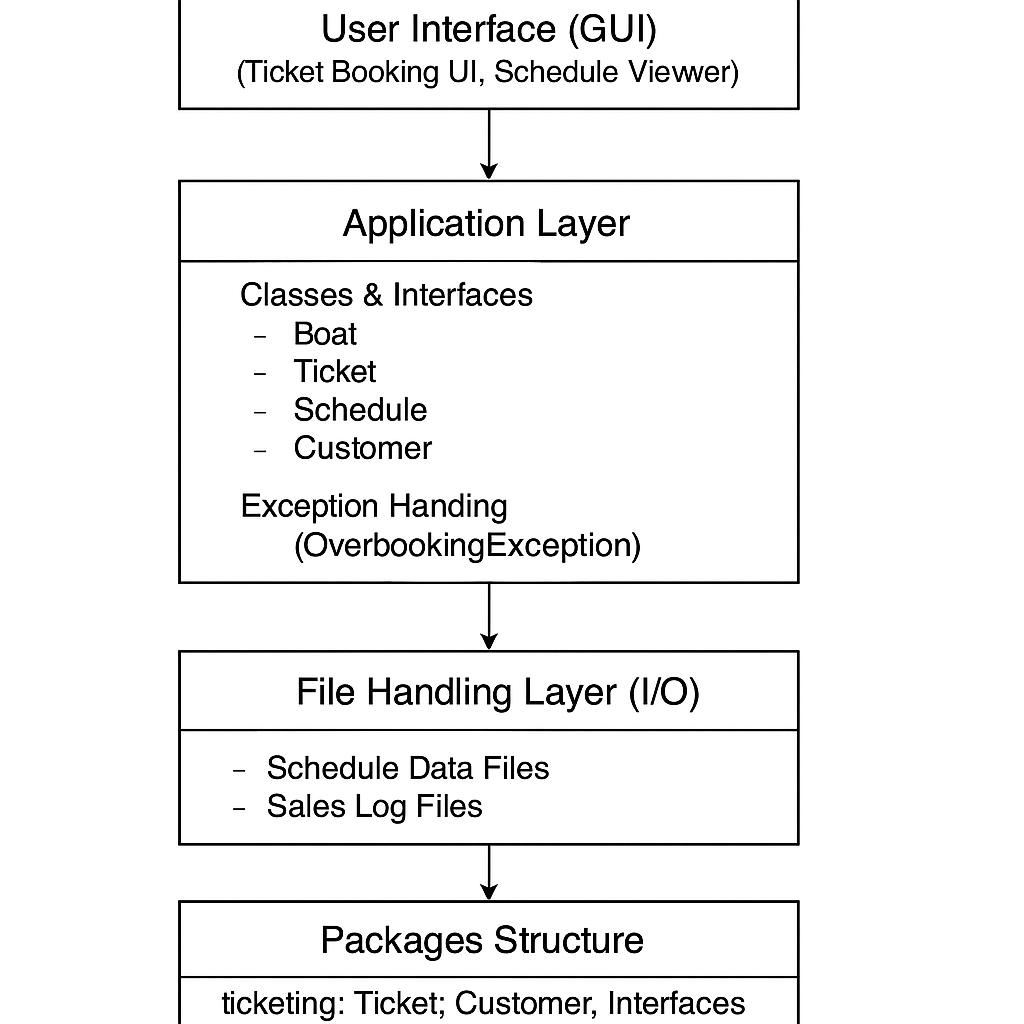 User Interface (GUI)
(Ticket Booking UI, Schedule Viewer)
Application Layer
Classes & Interfaces
– Boat
– Ticket
– Schedule
– Customer
Exception Handing
(OverbookingException)
File Handling Layer (I/O)
– Schedule Data Files
– Sales Log Files
Packages Structure
ticketing: Ticket; Customer, Interfaces